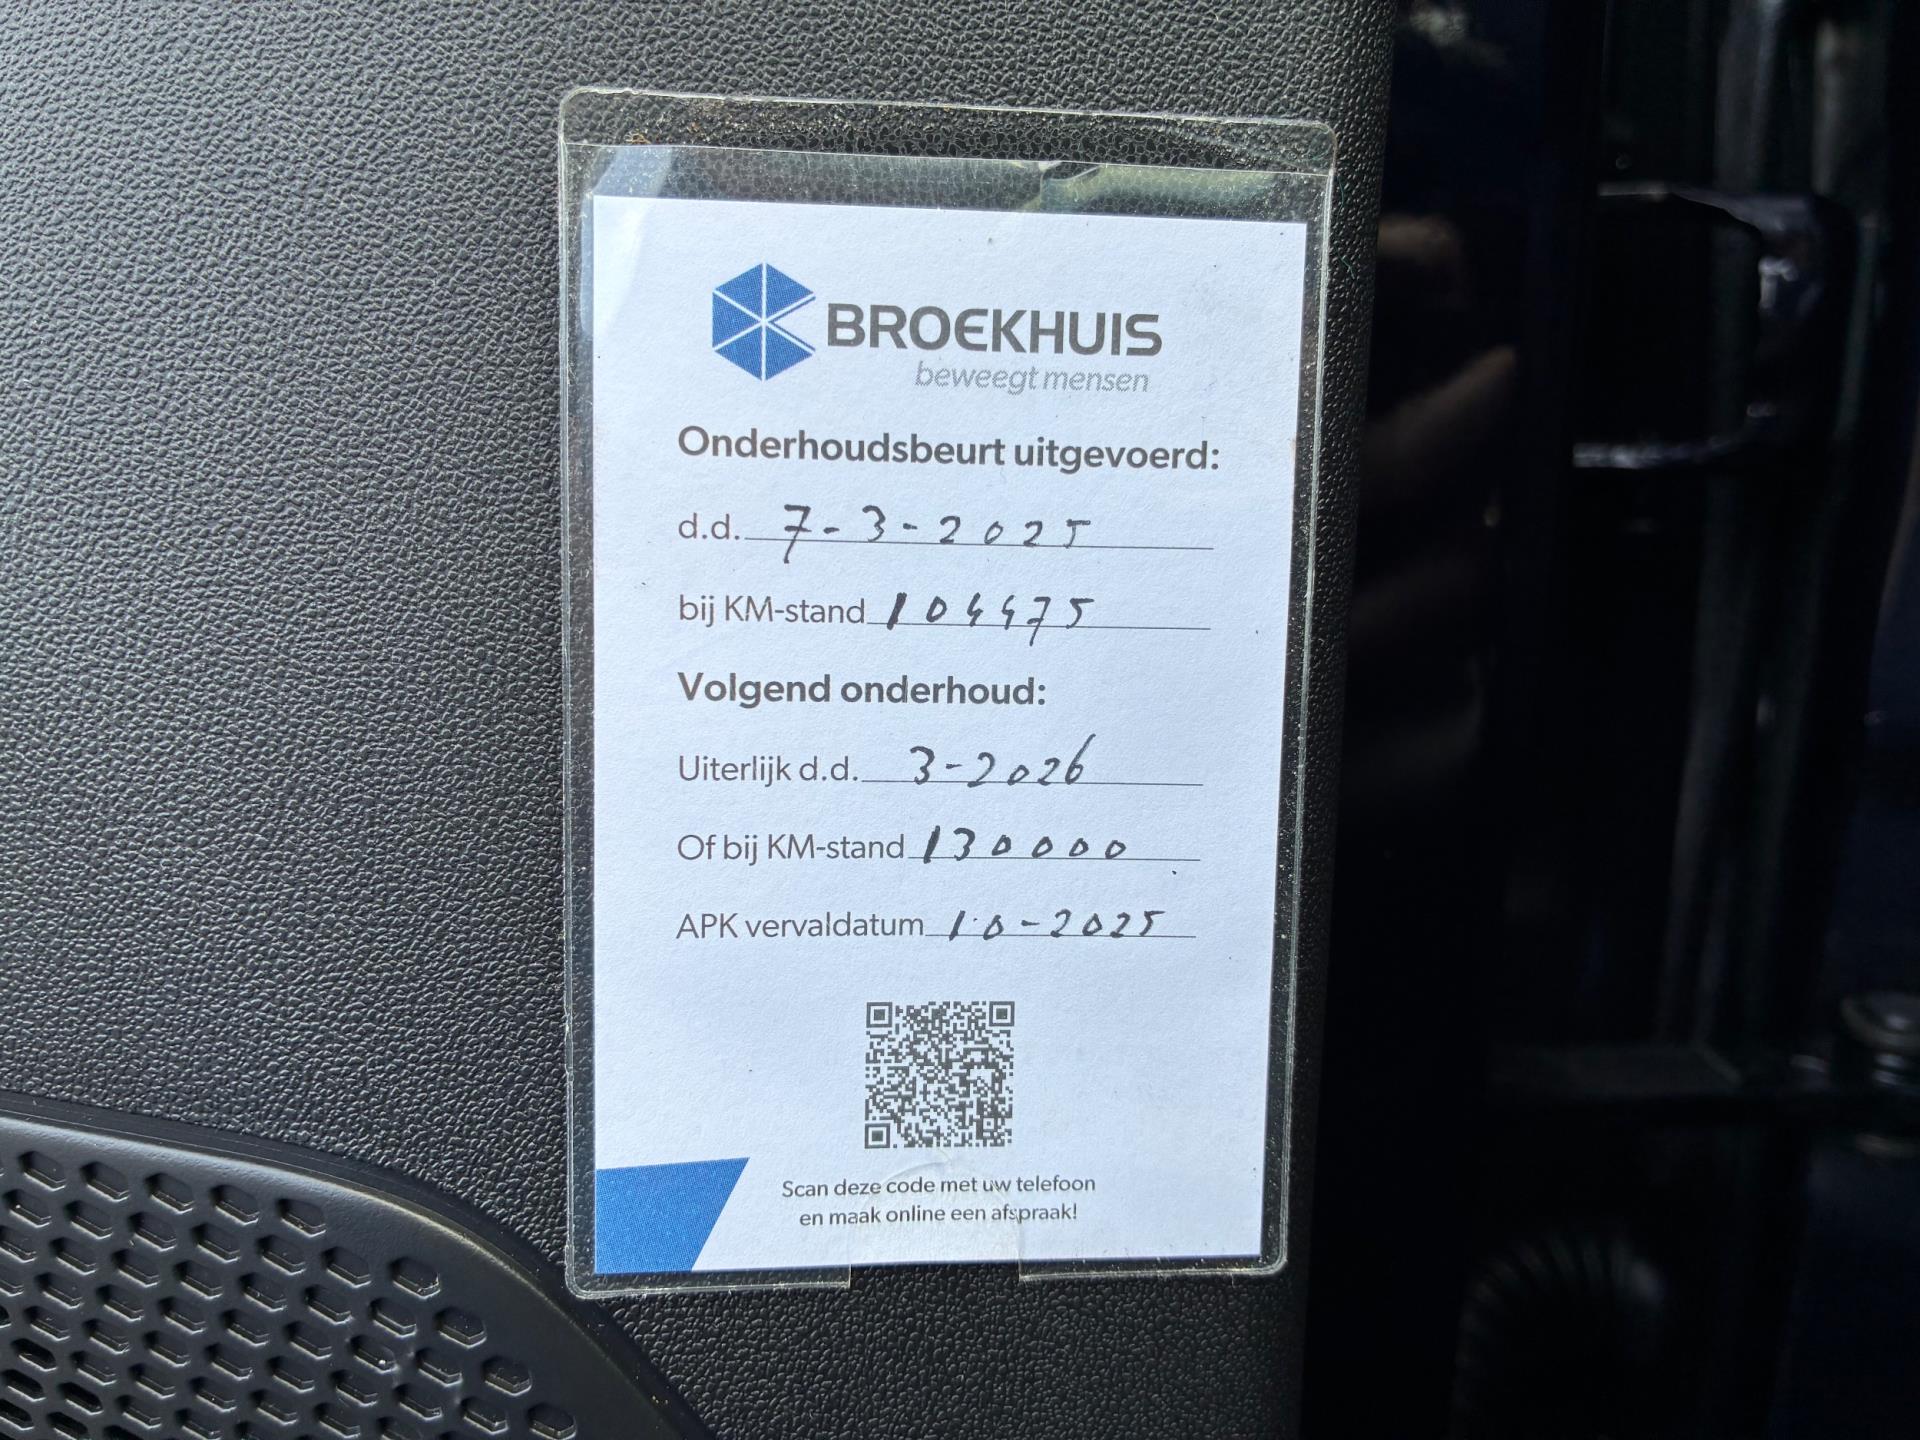 BROEKHUIS
beweegt mensen
Onderhoudsbeurt uitgevoerd:
d.d. 7-3-2025
bij KM-stand 104475
Volgend onderhoud:
Uiterlijk d.d. 3-2026
Of bij KM-stand 130000
APK vervaldatum 10-2025
Scan deze code met uw telefoon
en maak online een afspraak!